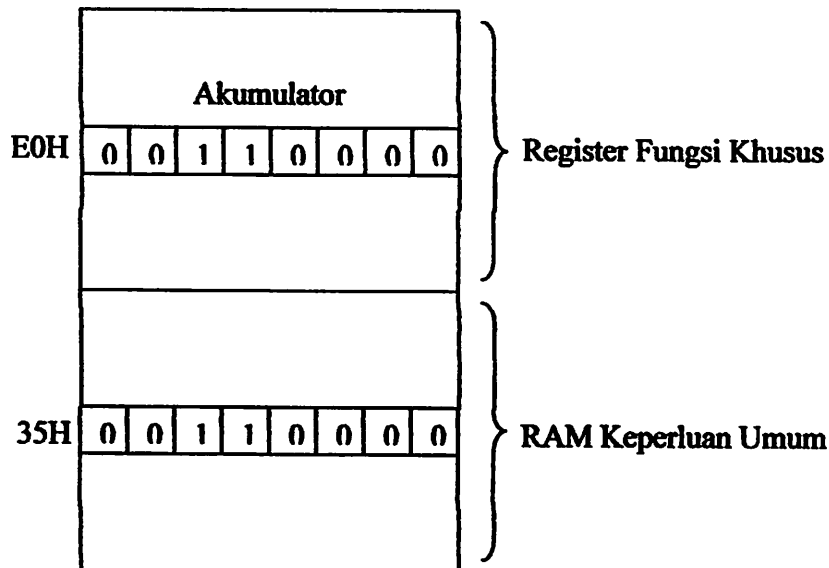 Akumulator
E0H 0 0 1 1 0 0 0 0
Register Fungsi Khusus
35H 0 0 1 1 0 0 0 0
RAM Keperluan Umum